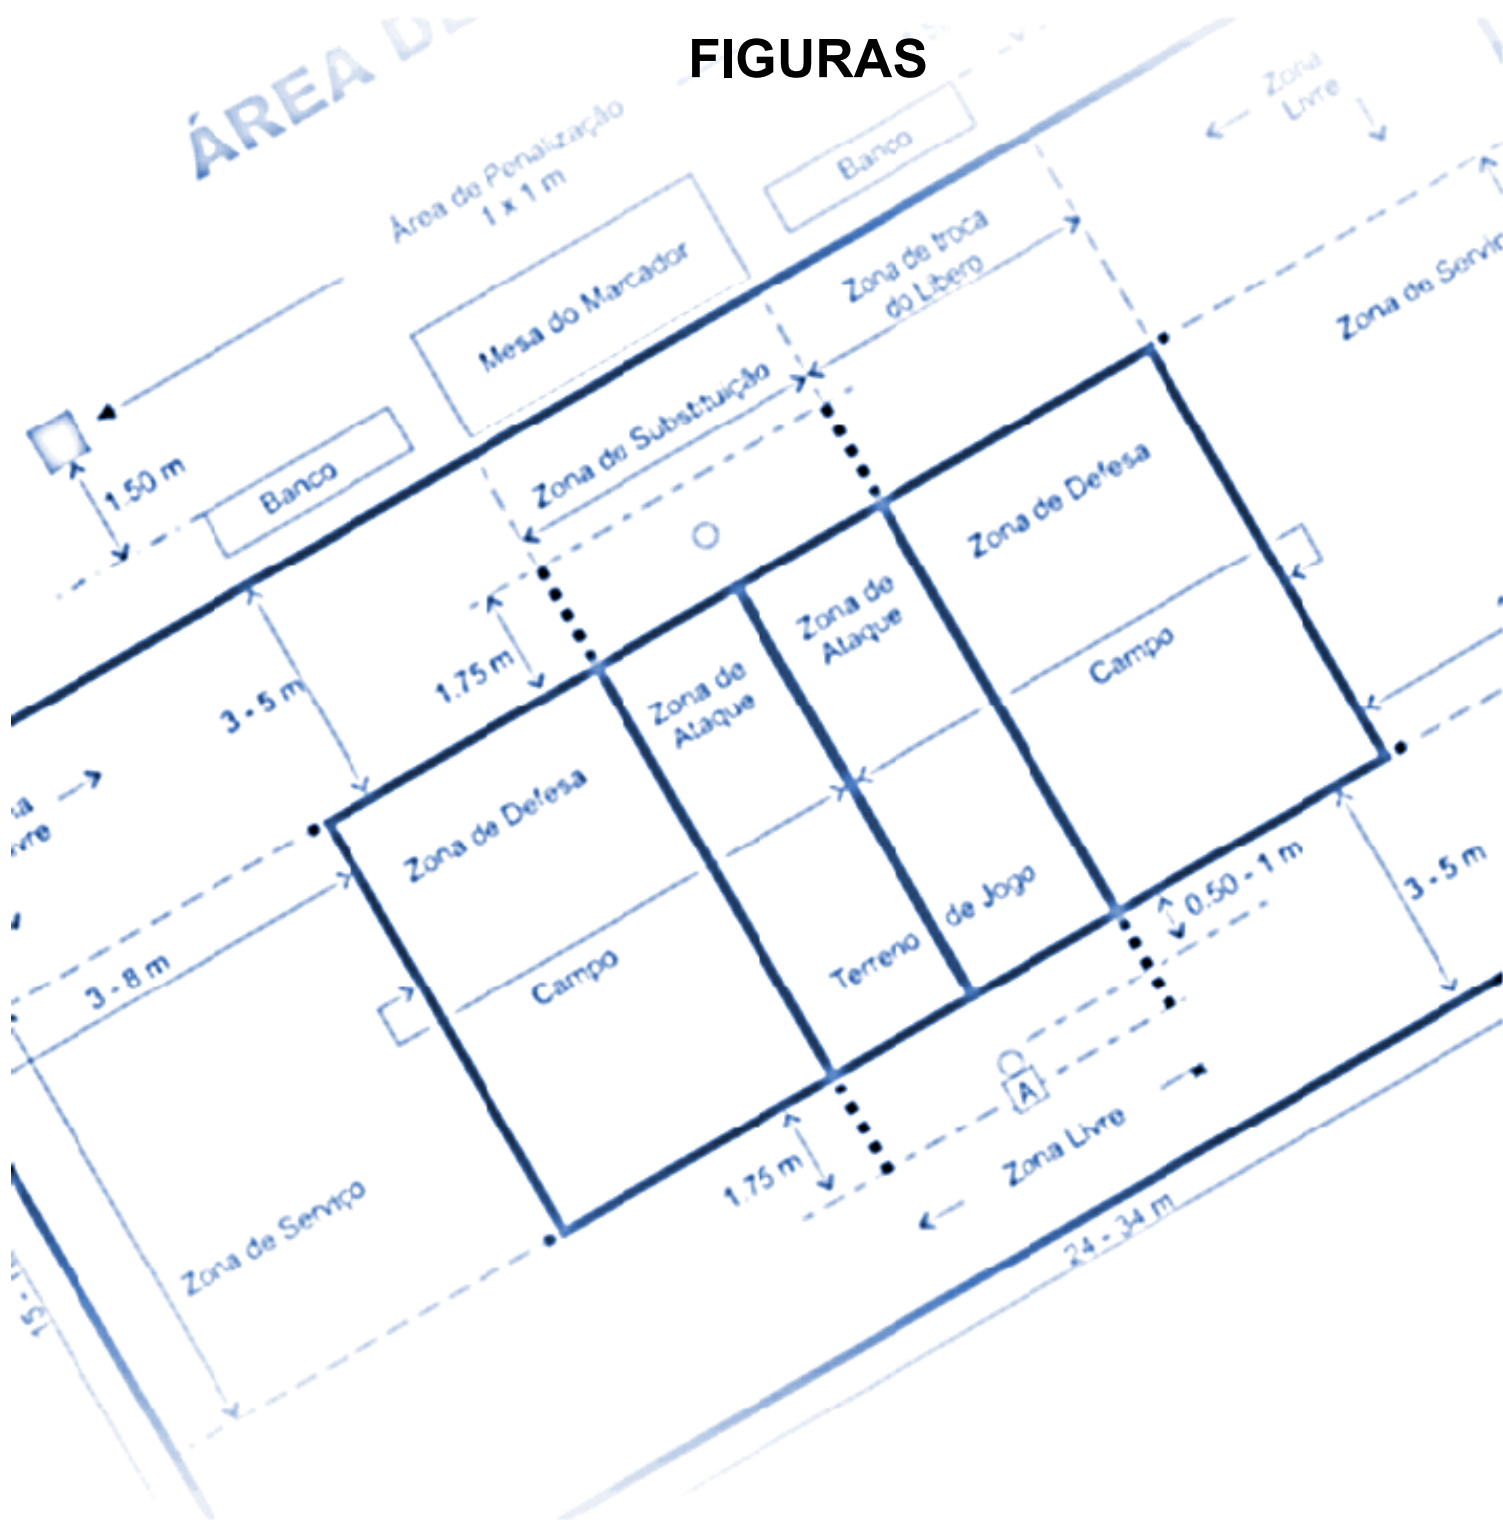 FIGURAS
ÁREA DE
Área de Penalização
1 x 1 m
Banco
Zona
Livre
Mesa do Marcador
Zona de troca
do Líbero
Zona de Substituição
1.50 m
Banco
Zona de Defesa
Zona de
Ataque
1.75 m
3 - 5 m
Zona de
Ataque
Campo
Zona de Defesa
0.50 - 1 m
3 - 5 m
de Jogo
Terreno
3 - 8 m
Campo
A
Zona Livre
1.75 m
24 - 34 m
Zona de Serviço